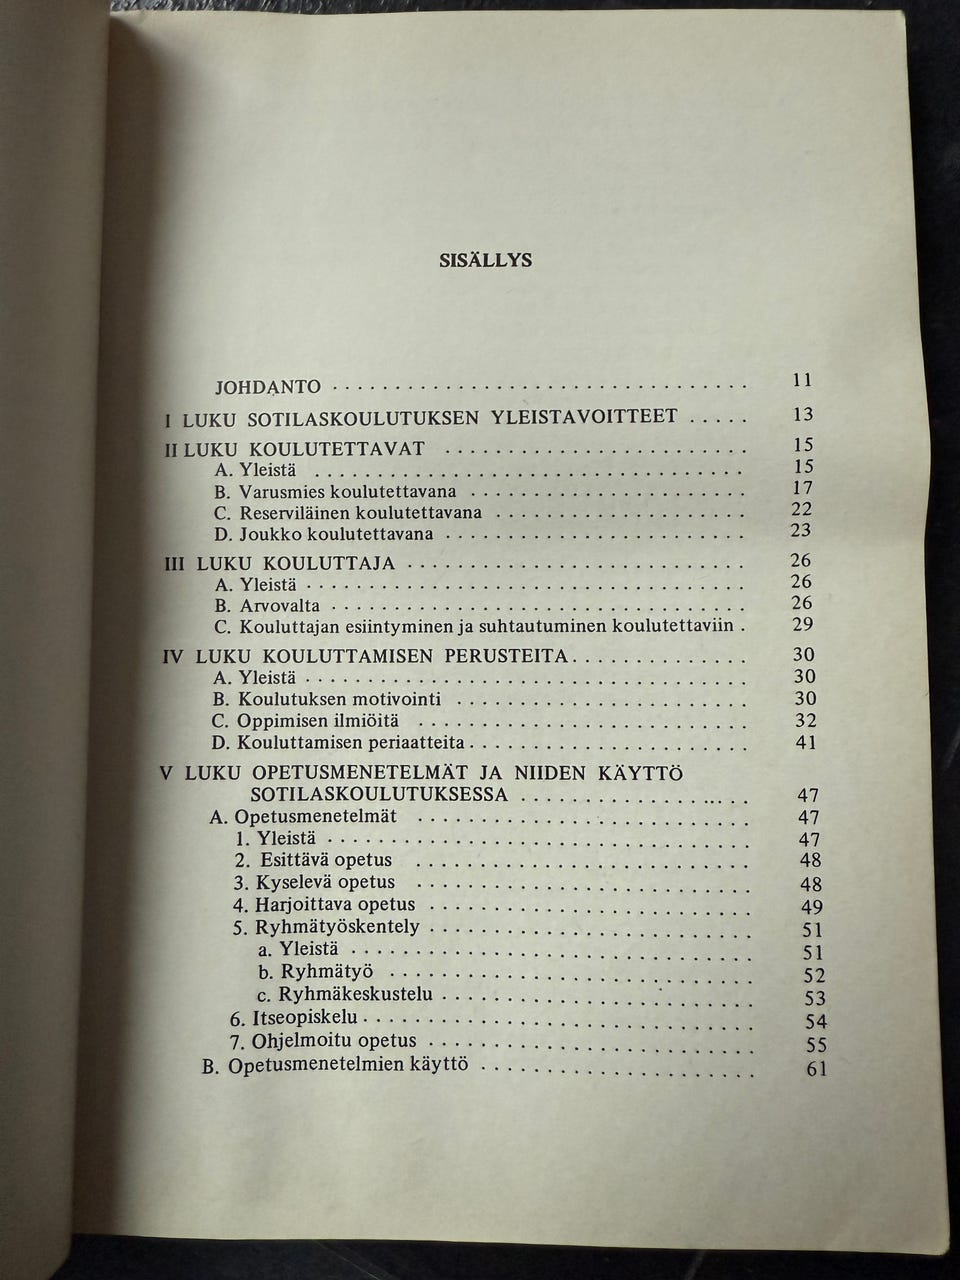 SISÄLLYS
JOHDANTO . . . . . . . . . . . . . . . . . . . . . . . . . . . . . . . . . 11
I LUKU SOTILASKOULUTUKSEN YLEISTAVOITTEET . . . . . 13
II LUKU KOULUTETTAVAT . . . . . . . . . . . . . . . . . . . . . . . . 15
A. Yleistä . . . . . . . . . . . . . . . . . . . . . . . . . . . . . . . . . . 15
B. Varusmies koulutettavana . . . . . . . . . . . . . . . . . . . . . . 17
C. Reserviläinen koulutettavana . . . . . . . . . . . . . . . . . . . . 22
D. Joukko koulutettavana . . . . . . . . . . . . . . . . . . . . . . . . 23
III LUKU KOULUTTAJA . . . . . . . . . . . . . . . . . . . . . . . . . . . 26
A. Yleistä . . . . . . . . . . . . . . . . . . . . . . . . . . . . . . . . . . . 26
B. Arvovalta . . . . . . . . . . . . . . . . . . . . . . . . . . . . . . . . . 26
C. Kouluttajan esiintyminen ja suhtautuminen koulutettaviin . 29
IV LUKU KOULUTTAMISEN PERUSTEITA . . . . . . . . . . . . . . 30
A. Yleistä . . . . . . . . . . . . . . . . . . . . . . . . . . . . . . . . . . . 30
B. Koulutuksen motivointi . . . . . . . . . . . . . . . . . . . . . . . 30
C. Oppimisen ilmiöitä . . . . . . . . . . . . . . . . . . . . . . . . . . 32
D. Kouluttamisen periaatteita . . . . . . . . . . . . . . . . . . . . . . 41
V LUKU OPETUSMENETELMÄT JA NIIDEN KÄYTTÖ
SOTILASKOULUTUKSESSA . . . . . . . . . . . . . . . . . . 47
A. Opetusmenetelmät . . . . . . . . . . . . . . . . . . . . . . . . . . 47
1. Yleistä . . . . . . . . . . . . . . . . . . . . . . . . . . . . . . . . . 47
2. Esittävä opetus . . . . . . . . . . . . . . . . . . . . . . . . . . 48
3. Kyselevä opetus . . . . . . . . . . . . . . . . . . . . . . . . . . 48
4. Harjoittava opetus . . . . . . . . . . . . . . . . . . . . . . . . . 49
5. Ryhmätyöskentely . . . . . . . . . . . . . . . . . . . . . . . . . 51
a. Yleistä . . . . . . . . . . . . . . . . . . . . . . . . . . . . . . . 51
b. Ryhmätyö . . . . . . . . . . . . . . . . . . . . . . . . . . . . 52
c. Ryhmäkeskustelu . . . . . . . . . . . . . . . . . . . . . . . . 53
6. Itseopiskelu . . . . . . . . . . . . . . . . . . . . . . . . . . . . . . 54
7. Ohjelmoitu opetus . . . . . . . . . . . . . . . . . . . . . . . . . 55
B. Opetusmenetelmien käyttö . . . . . . . . . . . . . . . . . . . . . 61